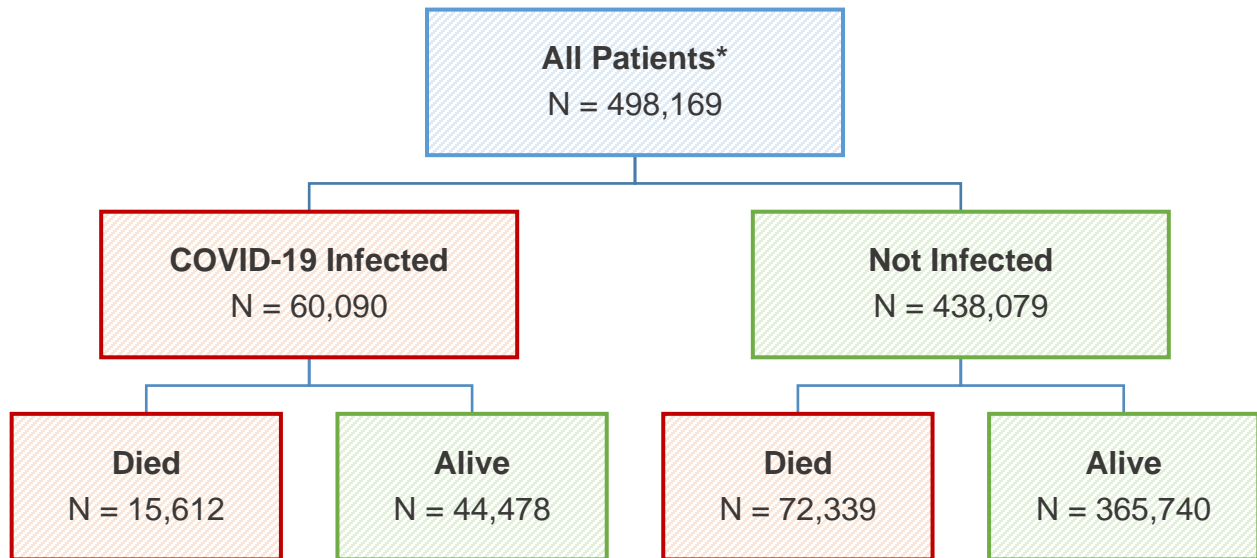 All Patients*
N = 498,169
COVID-19 Infected
N = 60,090
Not Infected
N = 438,079
Died
N = 15,612
Alive
N = 44,478
Died
N = 72,339
Alive
N = 365,740